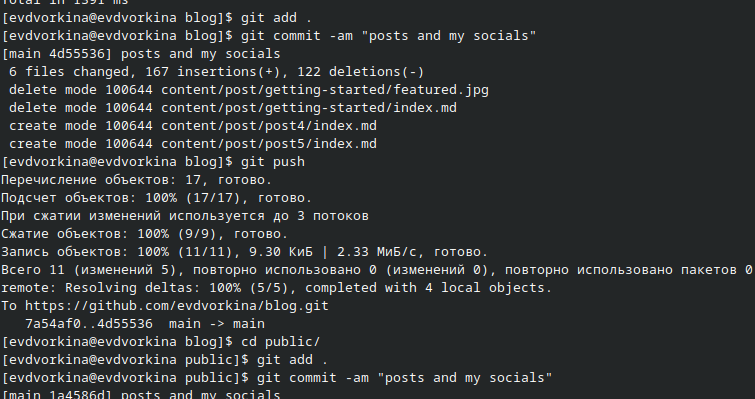 Total in 1391 ms
[evdvorkina@evdvorkina blog]$ git add .
[evdvorkina@evdvorkina blog]$ git commit -am "posts and my socials"
[main 4d55536] posts and my socials
 6 files changed, 167 insertions(+), 122 deletions(-)
 delete mode 100644 content/post/getting-started/featured.jpg
 delete mode 100644 content/post/getting-started/index.md
 create mode 100644 content/post/post4/index.md
 create mode 100644 content/post/post5/index.md
[evdvorkina@evdvorkina blog]$ git push
Перечисление объектов: 17, готово.
Подсчет объектов: 100% (17/17), готово.
При сжатии изменений используется до 3 потоков
Сжатие объектов: 100% (9/9), готово.
Запись объектов: 100% (11/11), 9.30 КиБ | 2.33 МиБ/с, готово.
Всего 11 (изменений 5), повторно использовано 0 (изменений 0), повторно использовано пакетов 0
remote: Resolving deltas: 100% (5/5), completed with 4 local objects.
To https://github.com/evdvorkina/blog.git
   7a54af0..4d55536  main -> main
[evdvorkina@evdvorkina blog]$ cd public/
[evdvorkina@evdvorkina public]$ git add .
[evdvorkina@evdvorkina public]$ git commit -am "posts and my socials"
[main 1a4586d] posts and my socials